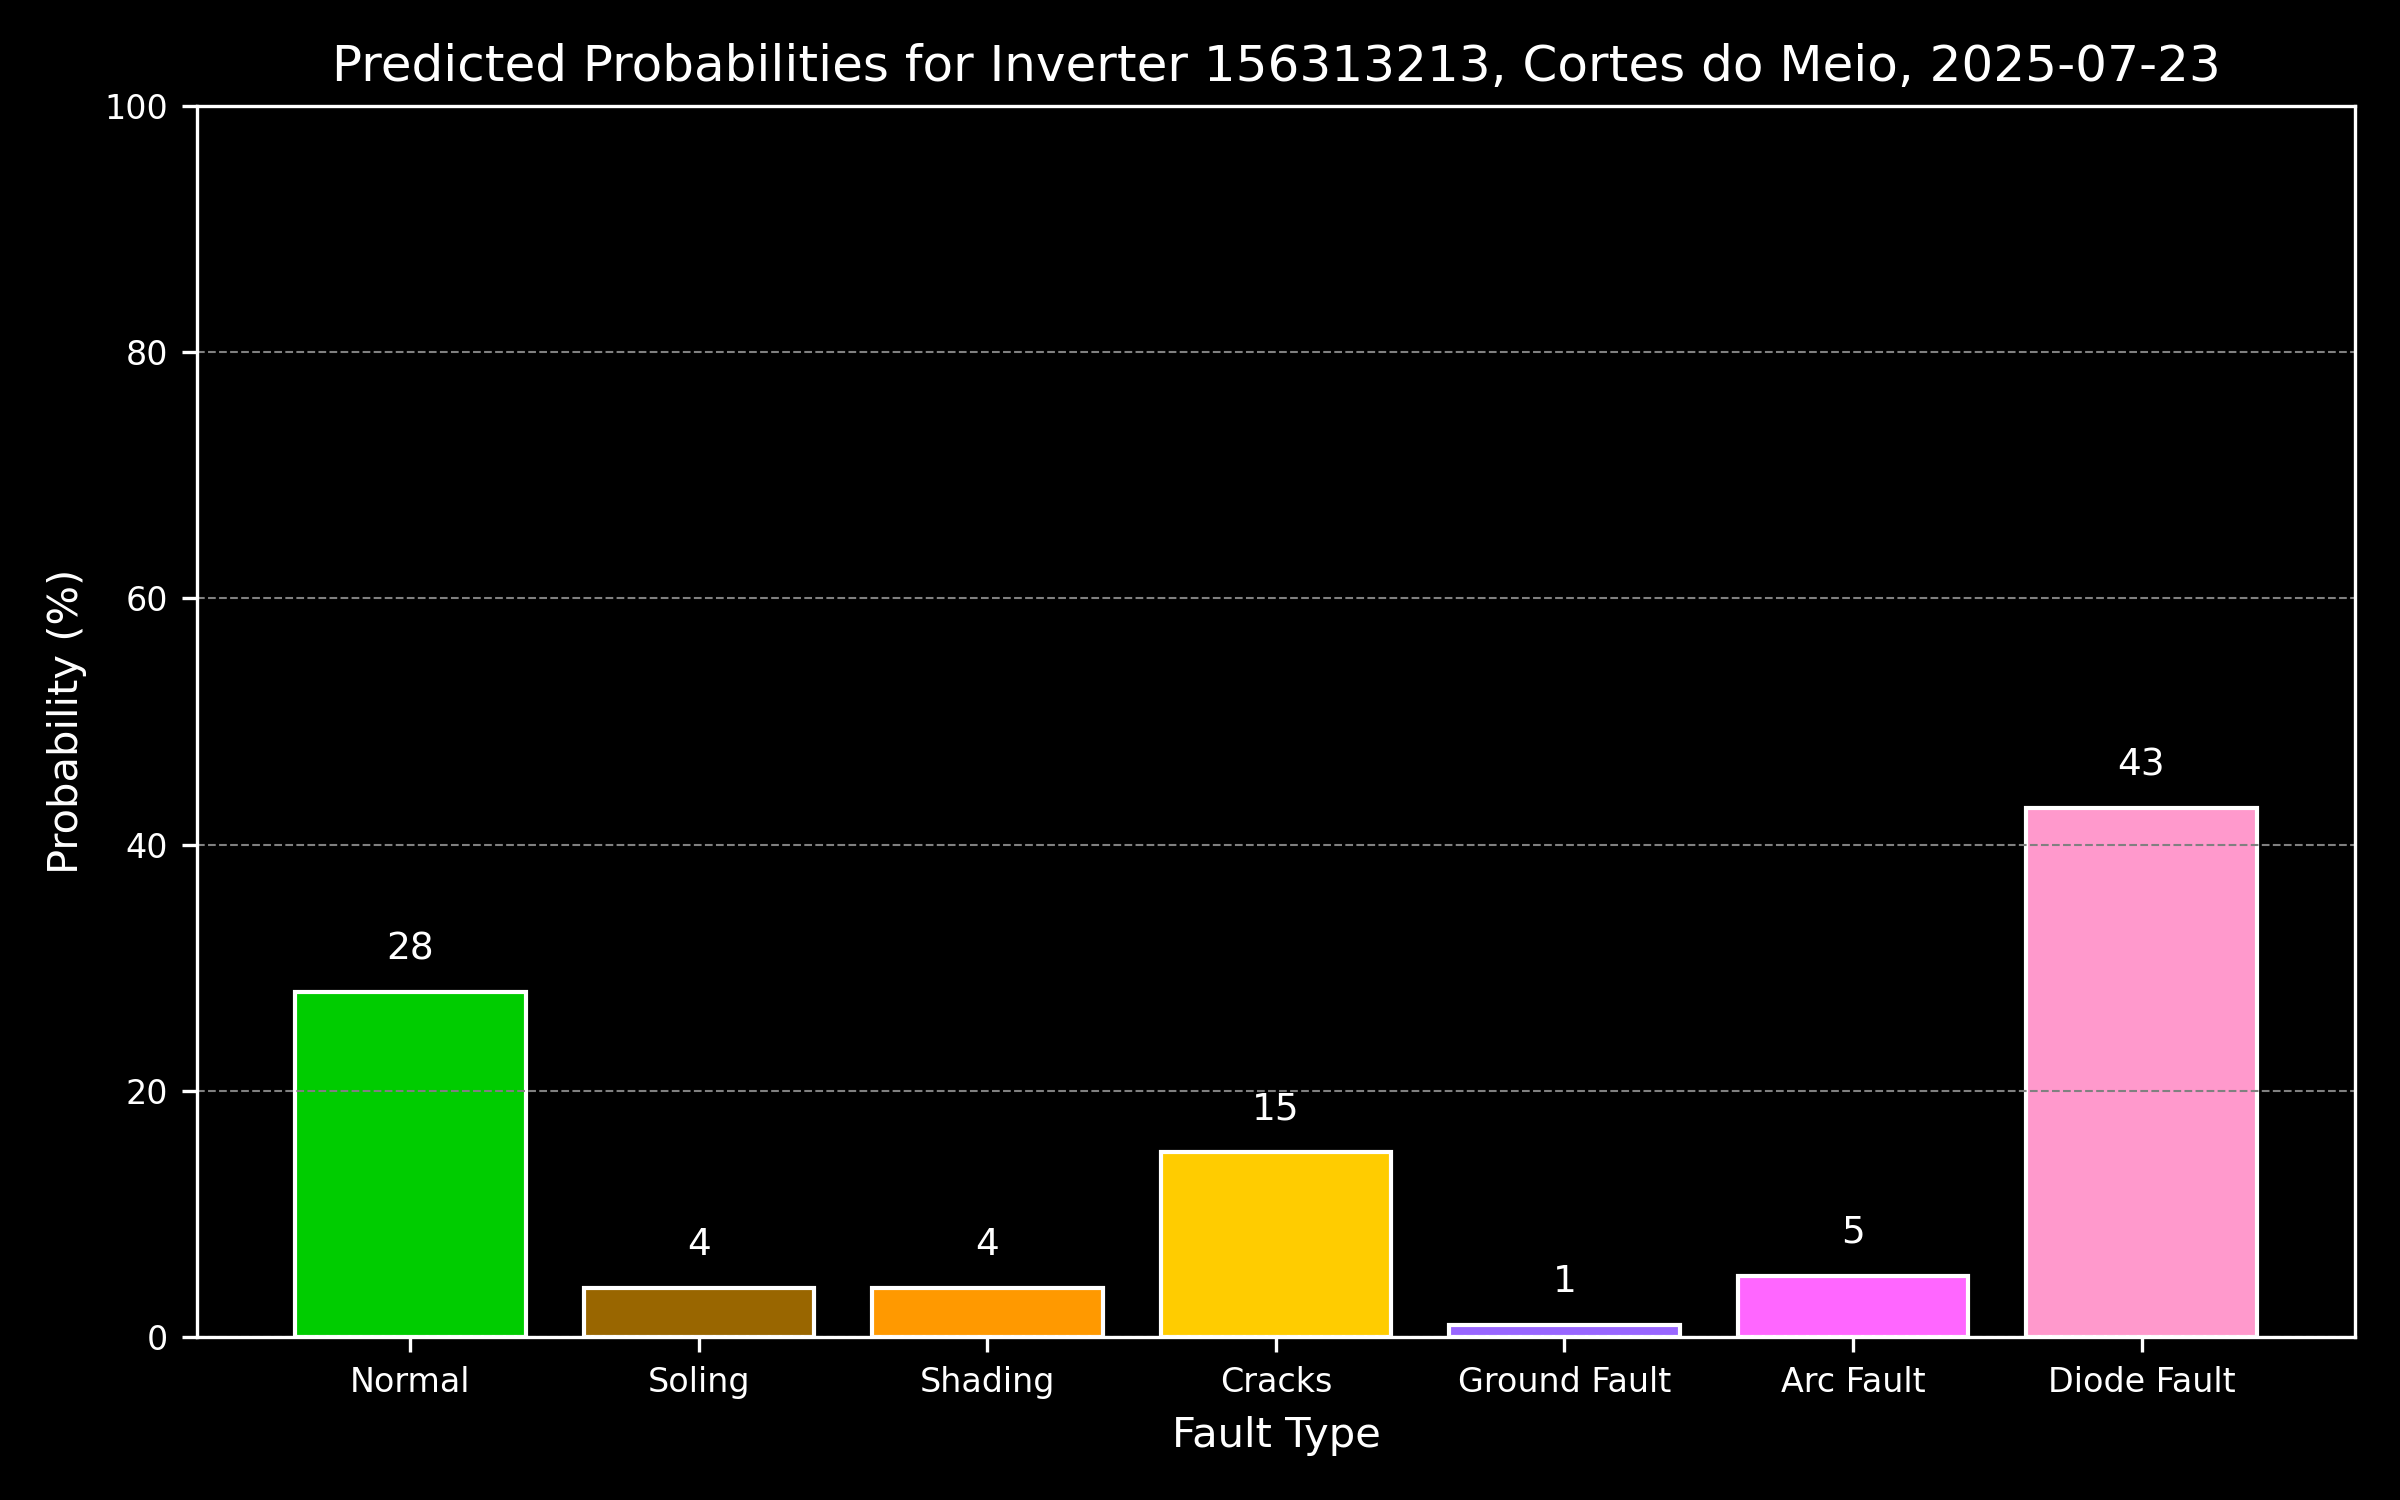 Predicted Probabilities for Inverter 156313213, Cortes do Meio, 2025-07-23
Probability (%)
100
80
60
40
20
0
28
4
4
15
1
5
43
Normal
Soling
Shading
Cracks
Ground Fault
Arc Fault
Diode Fault
Fault Type